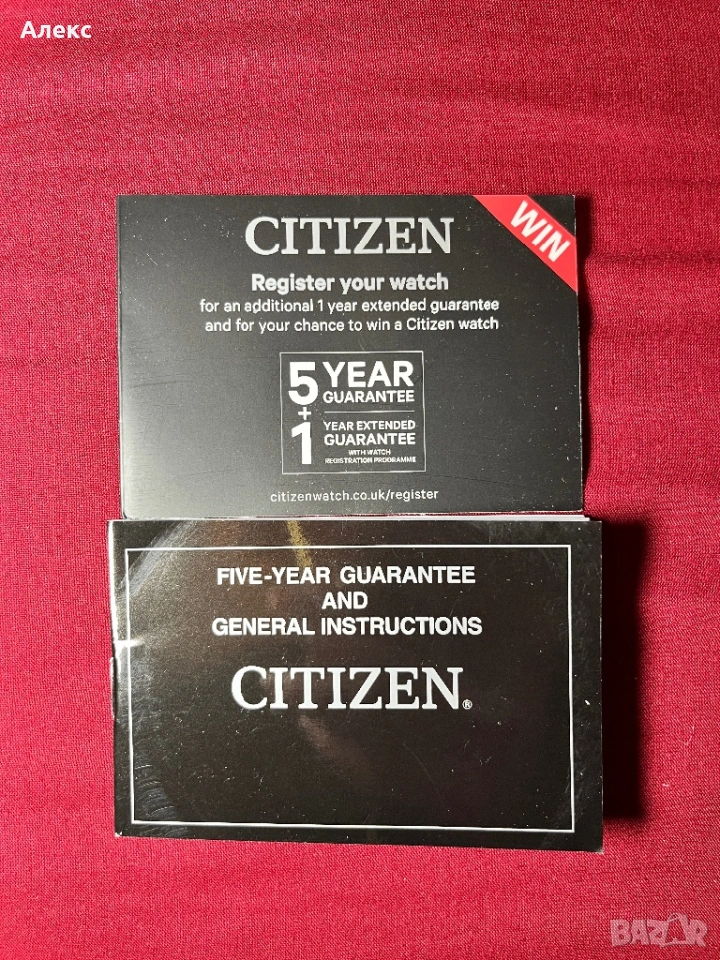 Алекс
CITIZEN
WIN
Register your watch
for an additional 1 year extended guarantee
and for your chance to win a Citizen watch
5 YEAR
GUARANTEE
+
1 YEAR EXTENDED
GUARANTEE
WITH WATCH
REGISTRATION PROGRAMME
citizenwatch.co.uk/register
FIVE-YEAR GUARANTEE
AND
GENERAL INSTRUCTIONS
CITIZEN®
BAZAR